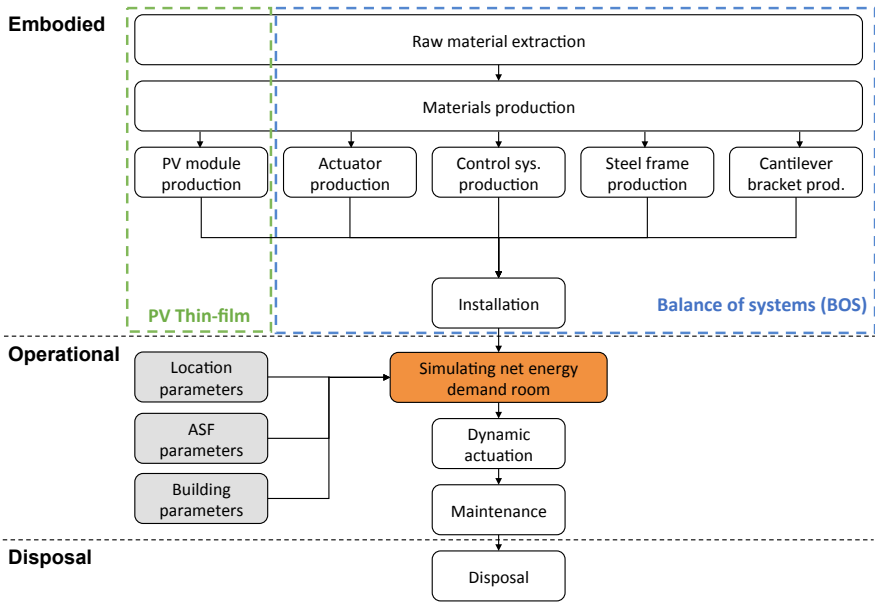 Embodied
Raw material extraction
Materials production
PV module
production
Actuator
production
Control sys.
production
Steel frame
production
Cantilever
bracket prod.
Installation
PV Thin-film
Balance of systems (BOS)
Operational
Location
parameters
Simulating net energy
demand room
ASF
parameters
Dynamic
actuation
Building
parameters
Maintenance
Disposal
Disposal